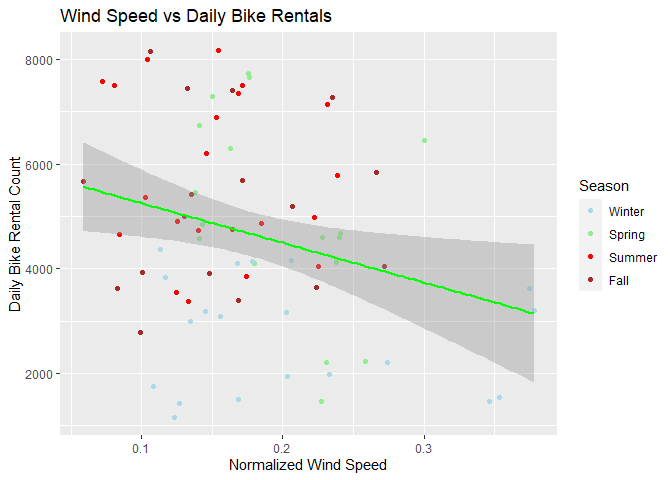 Wind Speed vs Daily Bike Rentals
Daily Bike Rental Count
8000
6000
4000
2000
0.1
0.2
0.3
Normalized Wind Speed
Season
Winter
Spring
Summer
Fall